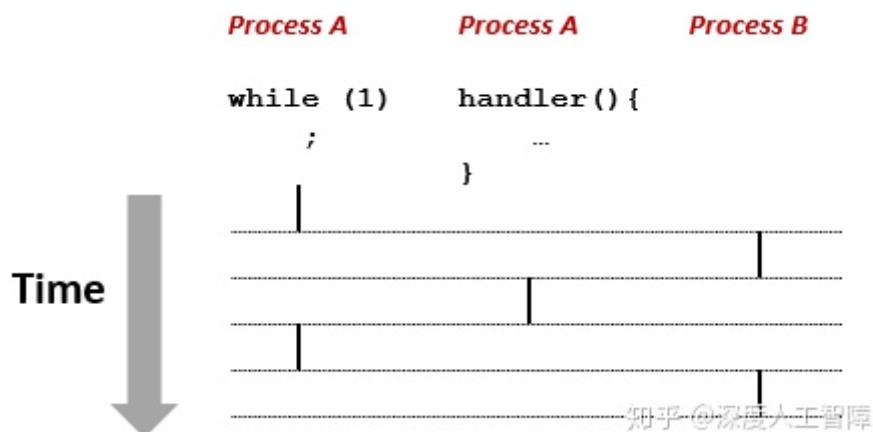 Process A Process A Process B
while (1) handler(){
; …
}
Time
知乎 @深度人工智障